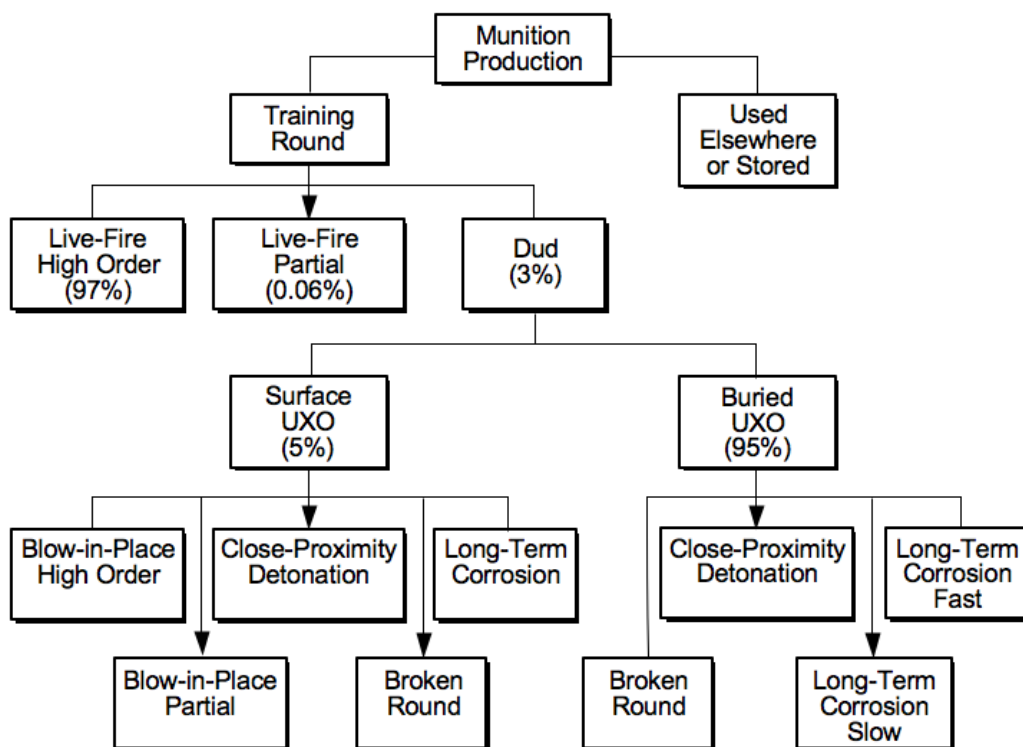 Munition
Production
Training
Round
Used
Elsewhere
or Stored
Live-Fire
High Order
(97%)
Live-Fire
Partial
(0.06%)
Dud
(3%)
Surface
UXO
(5%)
Buried
UXO
(95%)
Blow-in-Place
High Order
Close-Proximity
Detonation
Long-Term
Corrosion
Close-Proximity
Detonation
Long-Term
Corrosion
Fast
Blow-in-Place
Partial
Broken
Round
Broken
Round
Long-Term
Corrosion
Slow